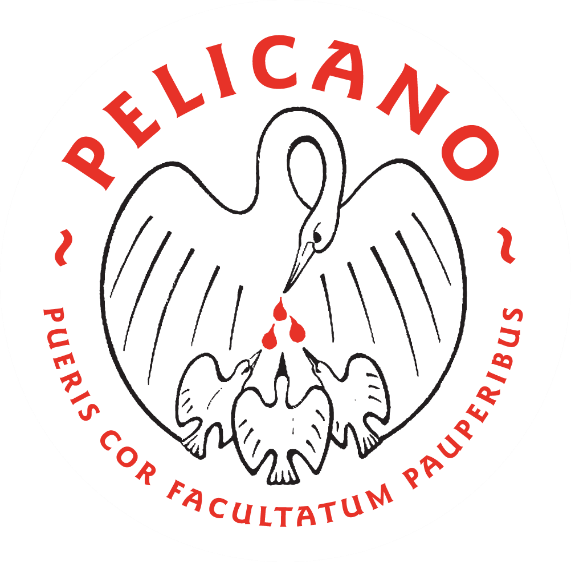 PELICANO
~ ~
PUERIS COR FACULTATUM PAUPERIBUS